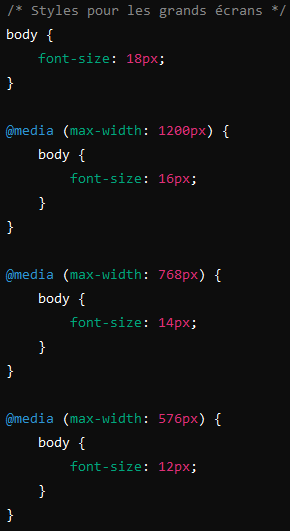 /* Styles pour les grands écrans */
body {
    font-size: 18px;
}

@media (max-width: 1200px) {
    body {
        font-size: 16px;
    }
}

@media (max-width: 768px) {
    body {
        font-size: 14px;
    }
}

@media (max-width: 576px) {
    body {
        font-size: 12px;
    }
}